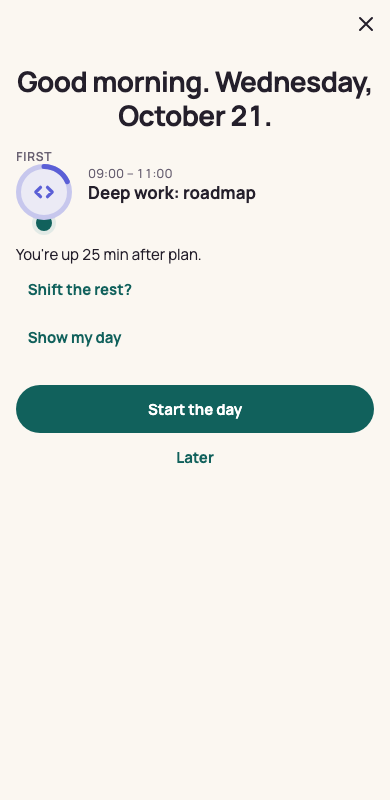 Good morning. Wednesday,
October 21.
FIRST
09:00 – 11:00
Deep work: roadmap
You're up 25 min after plan.
Shift the rest?
Show my day
Start the day
Later